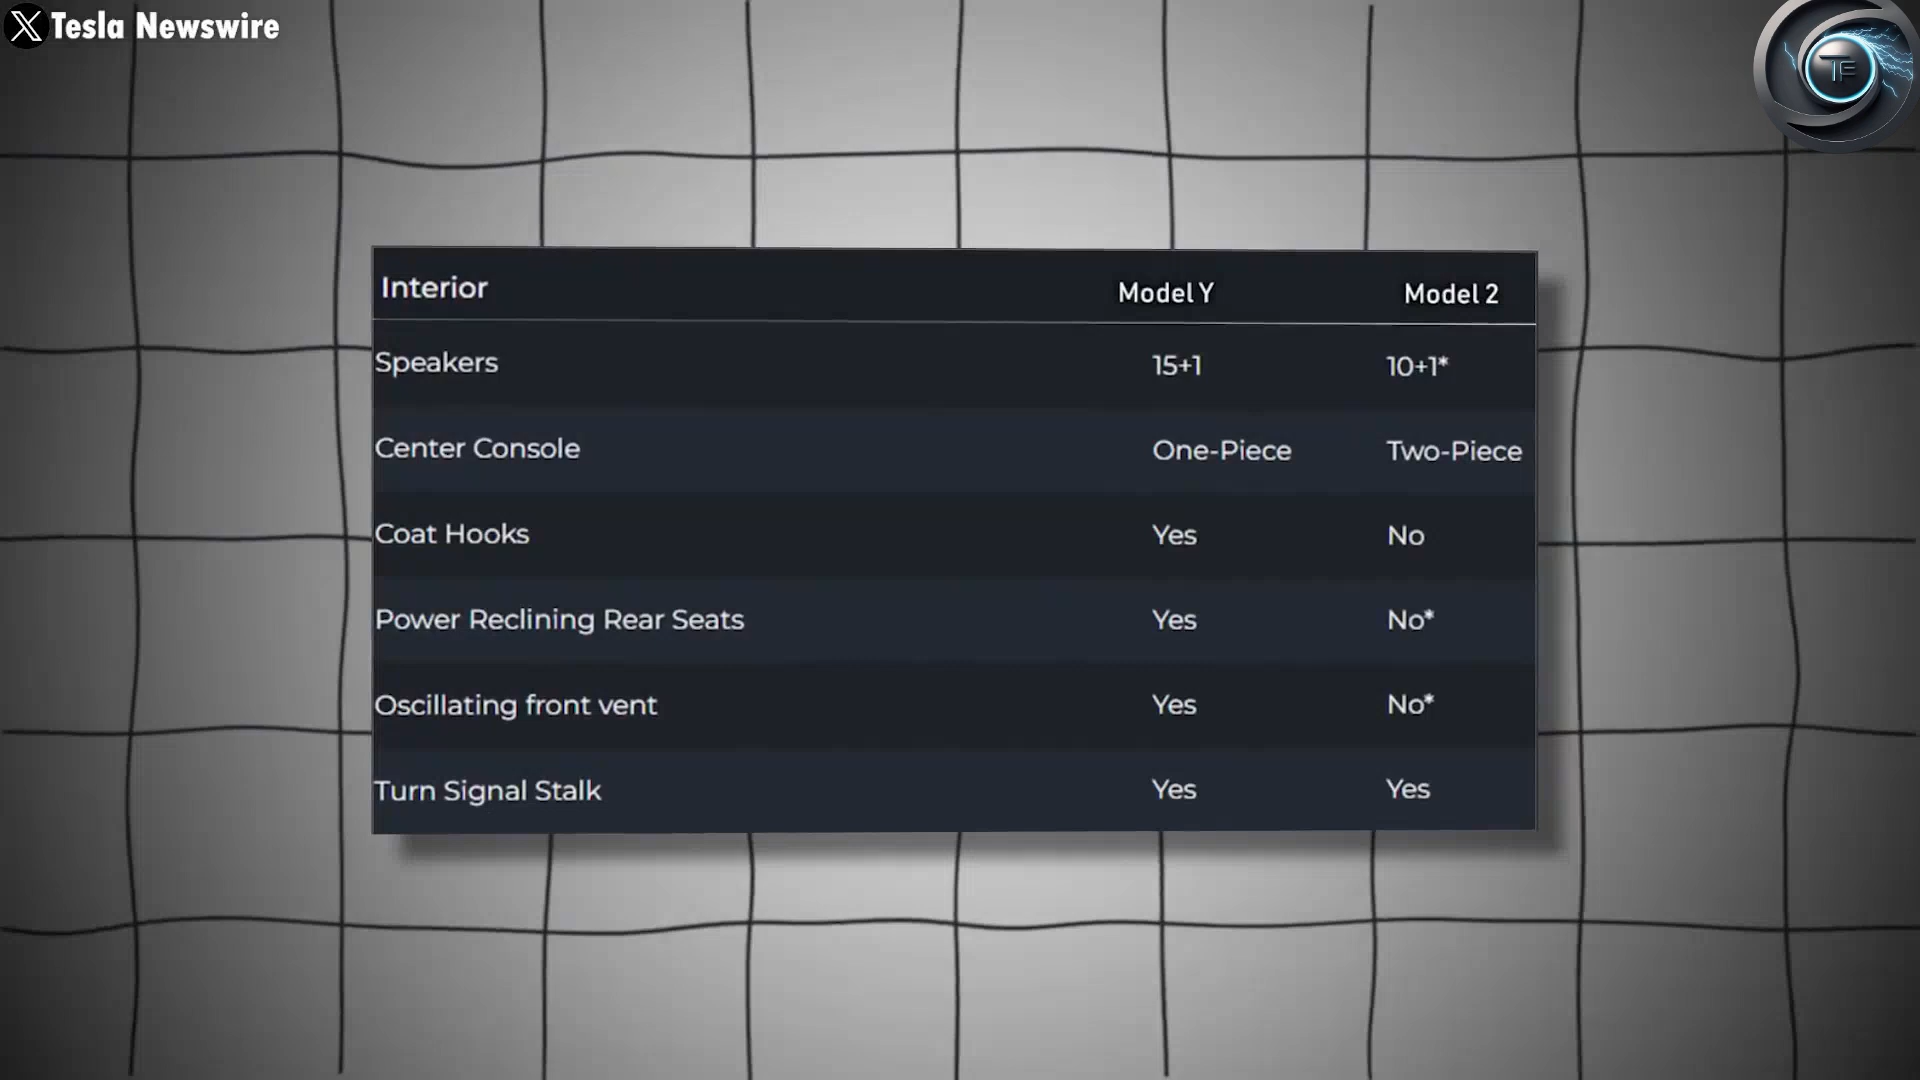 X Tesla Newswire
TF
Interior Model Y Model 2
Speakers 15+1 10+1*
Center Console One-Piece Two-Piece
Coat Hooks Yes No
Power Reclining Rear Seats Yes No*
Oscillating front vent Yes No*
Turn Signal Stalk Yes Yes